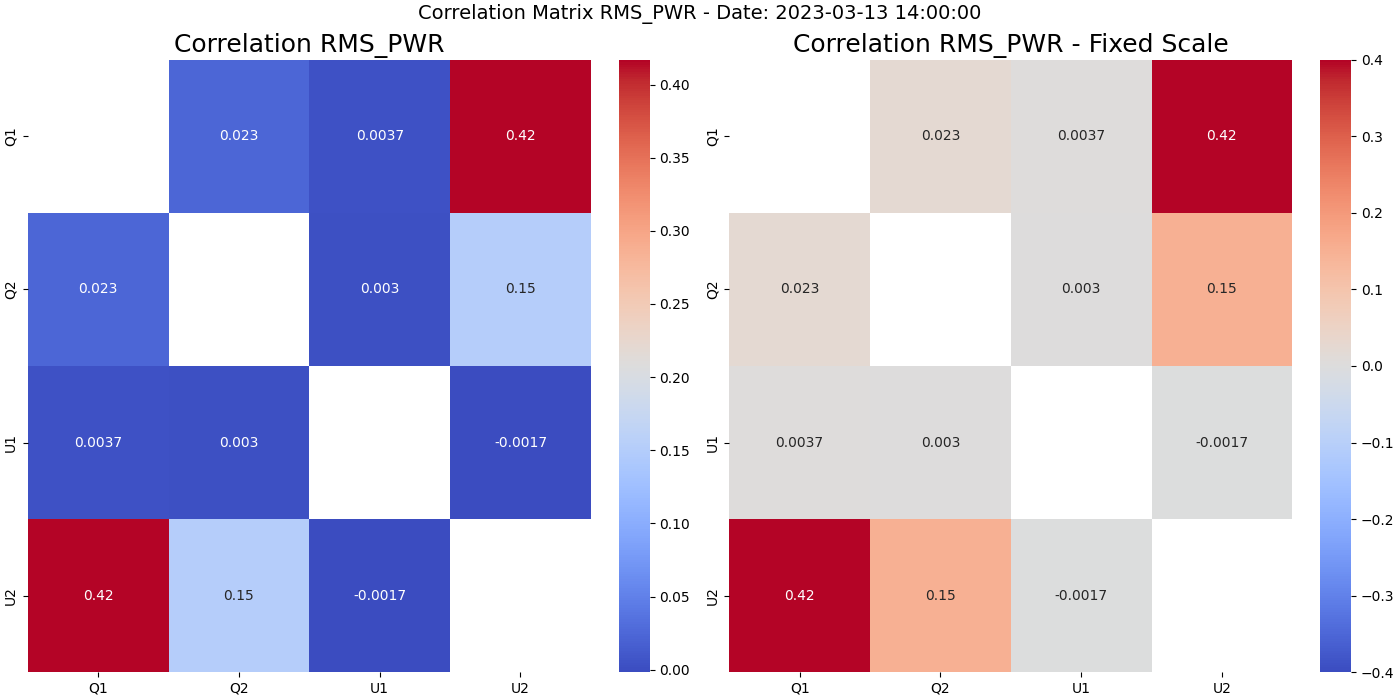 Correlation Matrix RMS_PWR - Date: 2023-03-13 14:00:00
Correlation RMS_PWR
Q1
0.023
0.0037
0.42
Q2
0.023
0.003
0.15
U1
0.0037
0.003
-0.0017
U2
0.42
0.15
-0.0017
Q1
Q2
U1
U2
0.40
0.35
0.30
0.25
0.20
0.15
0.10
0.05
0.00
Correlation RMS_PWR - Fixed Scale
Q1
0.023
0.0037
0.42
Q2
0.023
0.003
0.15
U1
0.0037
0.003
-0.0017
U2
0.42
0.15
-0.0017
Q1
Q2
U1
U2
0.4
0.3
0.2
0.1
0.0
−0.1
−0.2
−0.3
−0.4